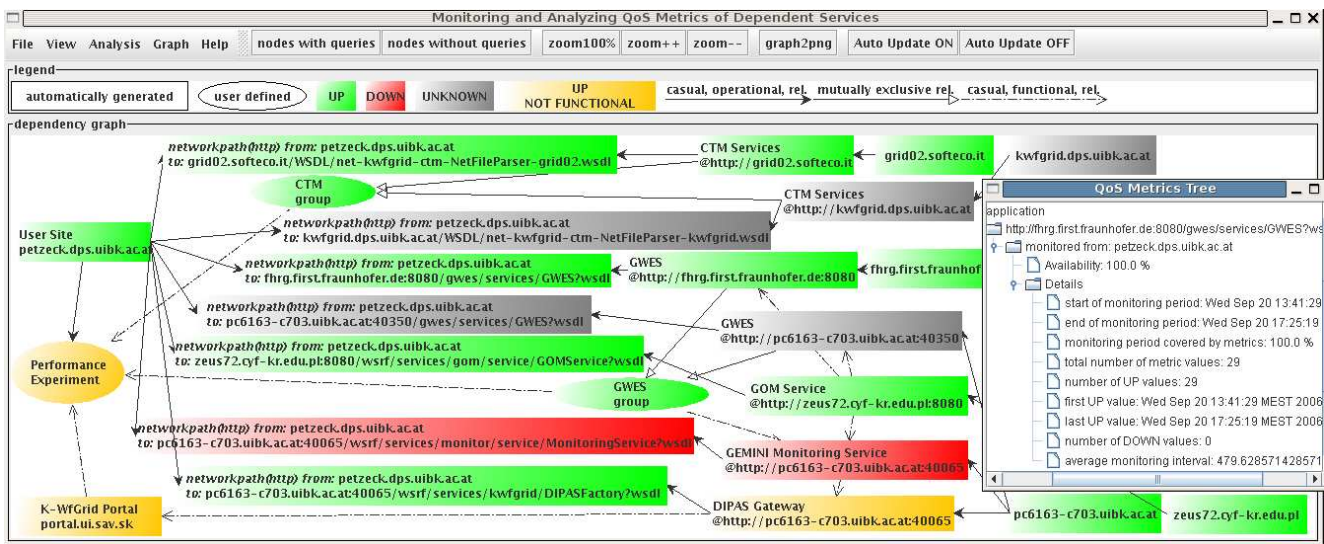 Monitoring and Analyzing QoS Metrics of Dependent Services
File View Analysis Graph Help nodes with queries nodes without queries zoom100% zoom++ zoom-- graph2png Auto Update ON Auto Update OFF
legend
automatically generated
user defined
UP
DOWN
UNKNOWN
UP
NOT FUNCTIONAL
casual, operational, rel.
mutually exclusive rel.
casual, functional, rel.
dependency graph
networkpath(http) from: petzeck.dps.uibk.ac.at
to: grid02.softeco.it/WSDL/net-kwfgrid-ctm-NetFileParser-grid02.wsdl
CTM Services
@http://grid02.softeco.it
grid02.softeco.it
kwfgrid.dps.uibk.ac.at
CTM
group
CTM Services
@http://kwfgrid.dps.uibk.ac.at
User Site
petzeck.dps.uibk.ac.at
networkpath(http) from: petzeck.dps.uibk.ac.at
to: kwfgrid.dps.uibk.ac.at/WSDL/net-kwfgrid-ctm-NetFileParser-kwfgrid.wsdl
networkpath(http) from: petzeck.dps.uibk.ac.at
to: fhrg.first.fraunhofer.de:8080/gwes/services/GWES?wsdl
GWES
@http://fhrg.first.fraunhofer.de:8080
fhrg.first.fraunhof
networkpath(http) from: petzeck.dps.uibk.ac.at
to: pc6163-c703.uibk.ac.at:40350/gwes/services/GWES?wsdl
GWES
@http://pc6163-c703.uibk.ac.at:40350
networkpath(http) from: petzeck.dps.uibk.ac.at
to: zeus72.cyf-kr.edu.pl:8080/wsrf/services/gom/service/GOMService?wsdl
Performance
Experiment
GWES
group
GOM Service
@http://zeus72.cyf-kr.edu.pl:8080
networkpath(http) from: petzeck.dps.uibk.ac.at
to: pc6163-c703.uibk.ac.at:40065/wsrf/services/monitor/service/MonitoringService?wsdl
GEMINI Monitoring Service
@http://pc6163-c703.uibk.ac.at:40065
networkpath(http) from: petzeck.dps.uibk.ac.at
to: pc6163-c703.uibk.ac.at:40065/wsrf/services/kwfgrid/DIPASFactory?wsdl
K-WfGrid Portal
portal.ui.sav.sk
DIPAS Gateway
@http://pc6163-c703.uibk.ac.at:40065
pc6163-c703.uibk.ac.at
zeus72.cyf-kr.edu.pl
QoS Metrics Tree
application
http://fhrg.first.fraunhofer.de:8080/gwes/services/GWES?ws
monitored from: petzeck.dps.uibk.ac.at
Availability: 100.0 %
Details
start of monitoring period: Wed Sep 20 13:41:29
end of monitoring period: Wed Sep 20 17:25:19
monitoring period covered by metrics: 100.0 %
total number of metric values: 29
number of UP values: 29
first UP value: Wed Sep 20 13:41:29 MEST 2006
last UP value: Wed Sep 20 17:25:19 MEST 2006
number of DOWN values: 0
average monitoring interval: 479.628571428571